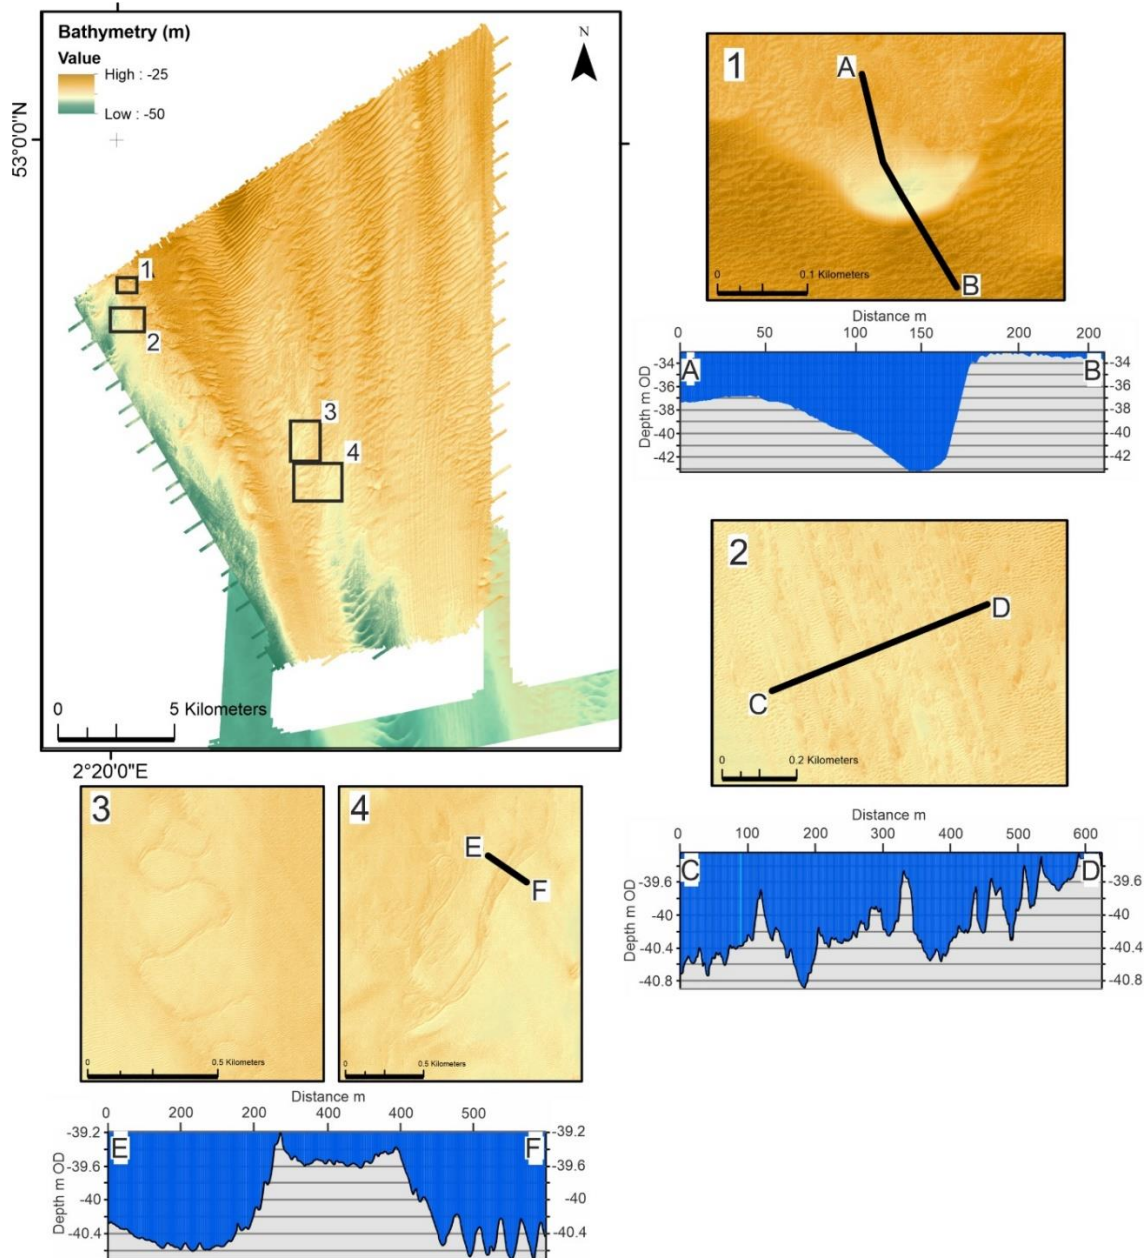 Bathymetry (m)
Value
High : -25
Low : -50
N
53°0'0"N
1
2
3
4
0 5 Kilometers
2°20'0"E
1
A
B
0 0.1 Kilometers
Distance m
0 50 100 150 200 200
Depth m OD
-34 -34
-36 -36
-38 -38
-40 -40
-42 -42
A B
2
C
D
0 0.2 Kilometers
Distance m
0 100 200 300 400 500 600
Depth m OD
C D
-39.6 -39.6
-40 -40
-40.4 -40.4
-40.8 -40.8
3
0 0.5 Kilometers
4
E
F
0 0.5 Kilometers
Distance m
0 200 200 400 400 500
Depth m OD
-39.2 -39.2
E F
-39.6 -39.6
-40 -40
-40.4 -40.4